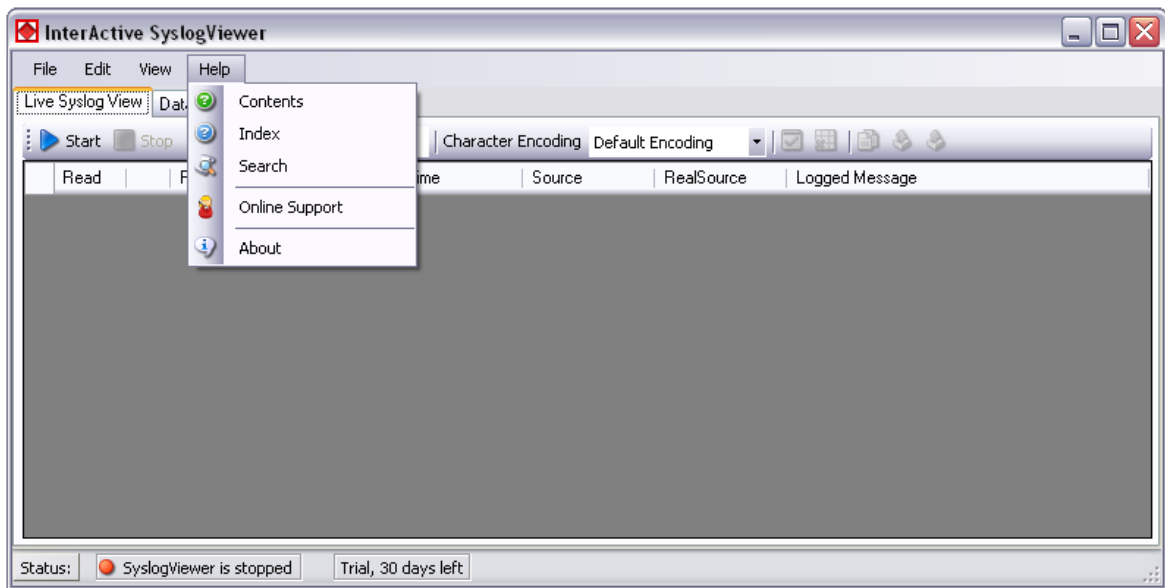 InterActive SyslogViewer
File Edit View Help
Live Syslog View
Contents
Index
Search
Online Support
About
Start Stop Character Encoding Default Encoding
Read Source RealSource Logged Message
Status: SyslogViewer is stopped Trial, 30 days left